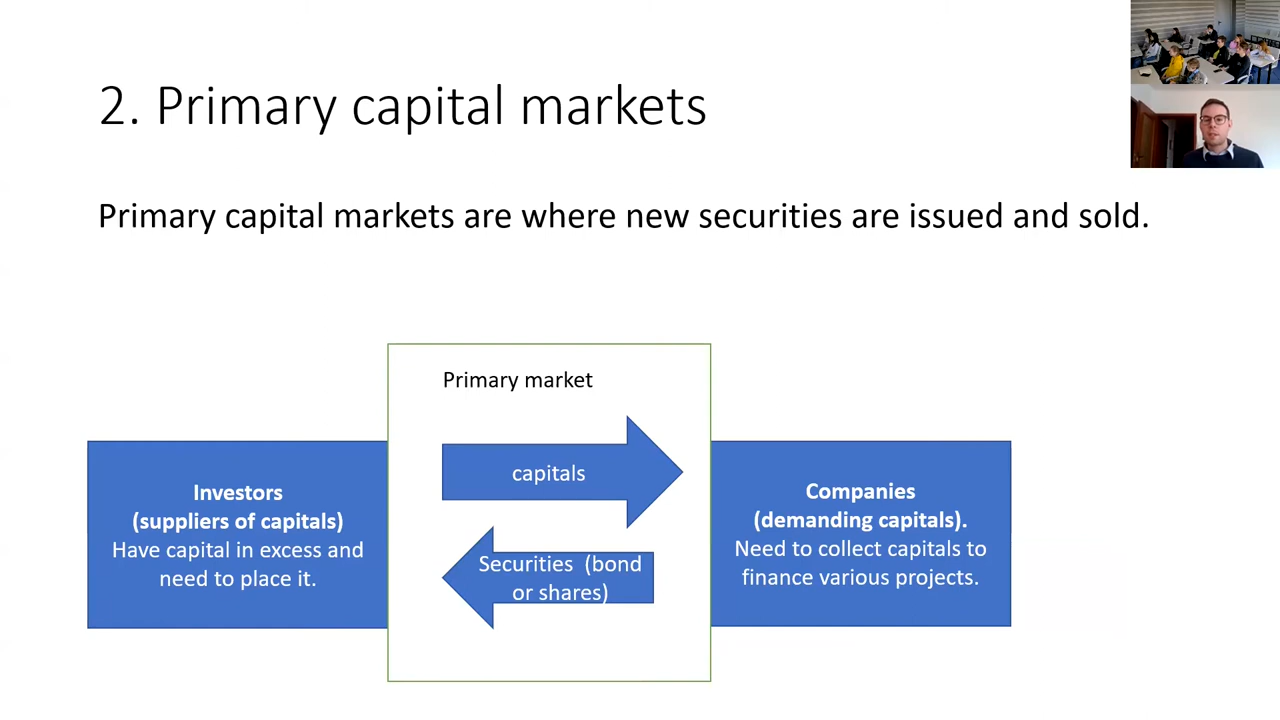 2. Primary capital markets
Primary capital markets are where new securities are issued and sold.
Primary market
capitals
Securities (bond
or shares)
Investors
(suppliers of capitals)
Have capital in excess and
need to place it.
Companies
(demanding capitals).
Need to collect capitals to
finance various projects.